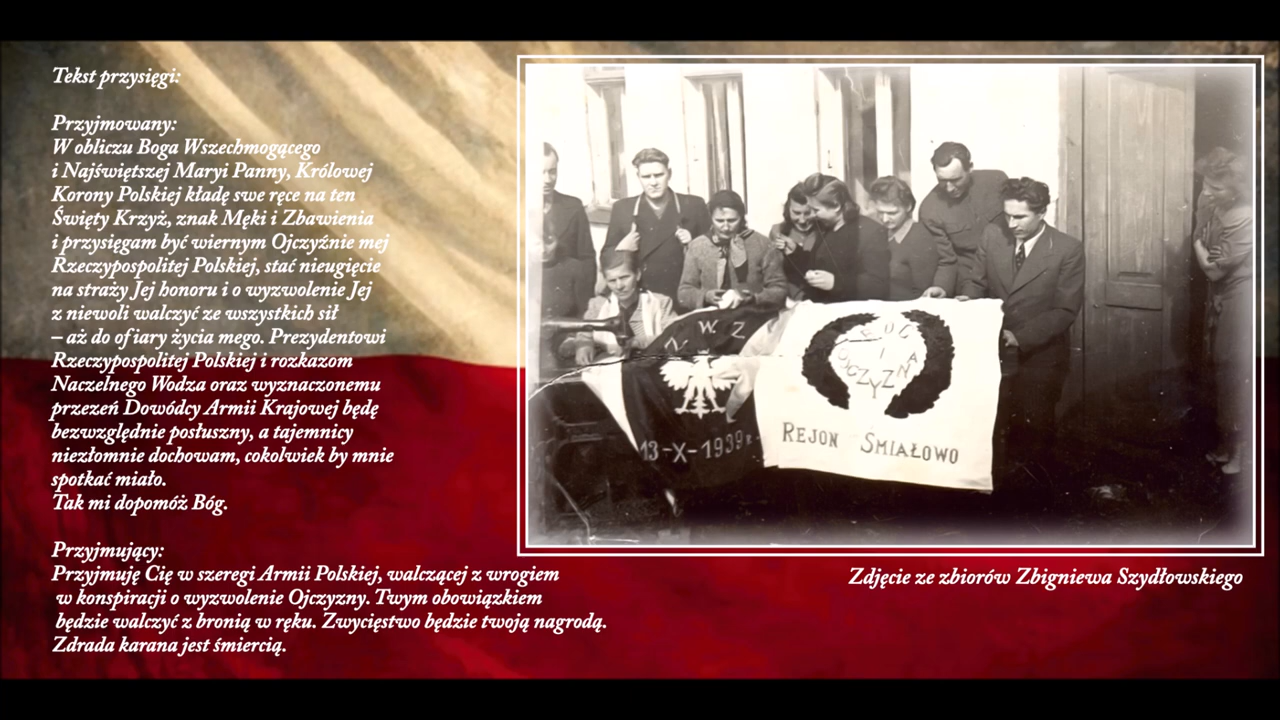 Tekst przysięgi:
Przyjmowany:
W obliczu Boga Wszechmogącego
i Najświętszej Maryi Panny, Królowej
Korony Polskiej kładę swe ręce na ten
Święty Krzyż, znak Męki i Zbawienia
i przysięgam być wiernym Ojczyźnie mej
Rzeczypospolitej Polskiej, stać nieugięcie
na straży Jej honoru i o wyzwolenie Jej
z niewoli walczyć ze wszystkich sił
– aż do ofiary życia mego. Prezydentowi
Rzeczypospolitej Polskiej i rozkazom
Naczelnego Wodza oraz wyznaczonemu
przezeń Dowódcy Armii Krajowej będę
bezwzględnie posłuszny, a tajemnicy
niezłomnie dochowam, cokolwiek by mnie
spotkać miało.
Tak mi dopomóż Bóg.
Przyjmujący:
Przyjmuję Cię w szeregi Armii Polskiej, walczącej z wrogiem
w konspiracji o wyzwolenie Ojczyzny. Twym obowiązkiem
będzie walczyć z bronią w ręku. Zwycięstwo będzie twoją nagrodą.
Zdrada karana jest śmiercią.
W Z
13-X-1939r.
I
REJON ŚMIAŁOWO
Zdjęcie ze zbiorów Zbigniewa Szydłowskiego